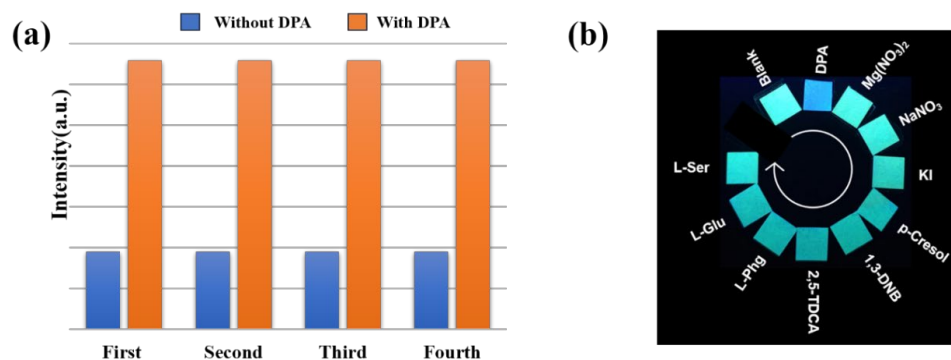 (a)
Without DPA
With DPA
Intensity(a.u.)
First
Second
Third
Fourth
(b)
Blank
DPA
Mg(NO₃)₂
NaNO₃
KI
p-Cresol
1,3-DNB
2,5-TDCA
L-Phg
L-Glu
L-Ser